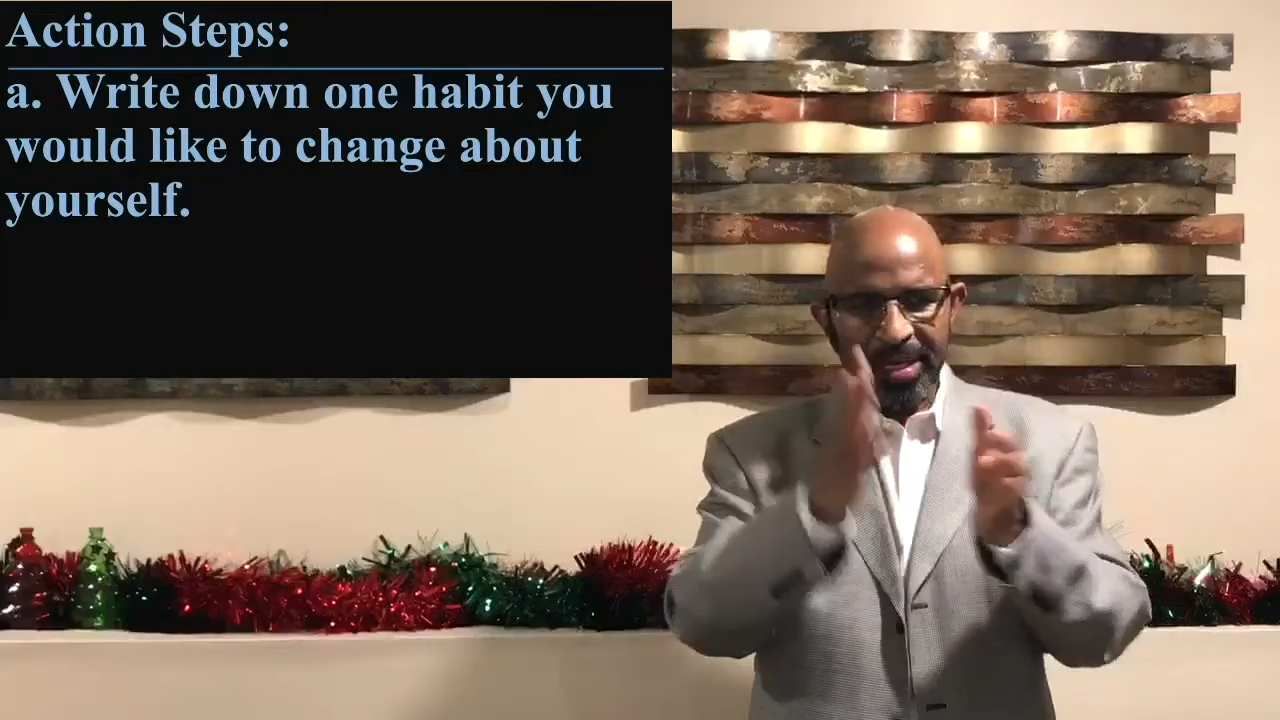 Action Steps:
a. Write down one habit you
would like to change about
yourself.